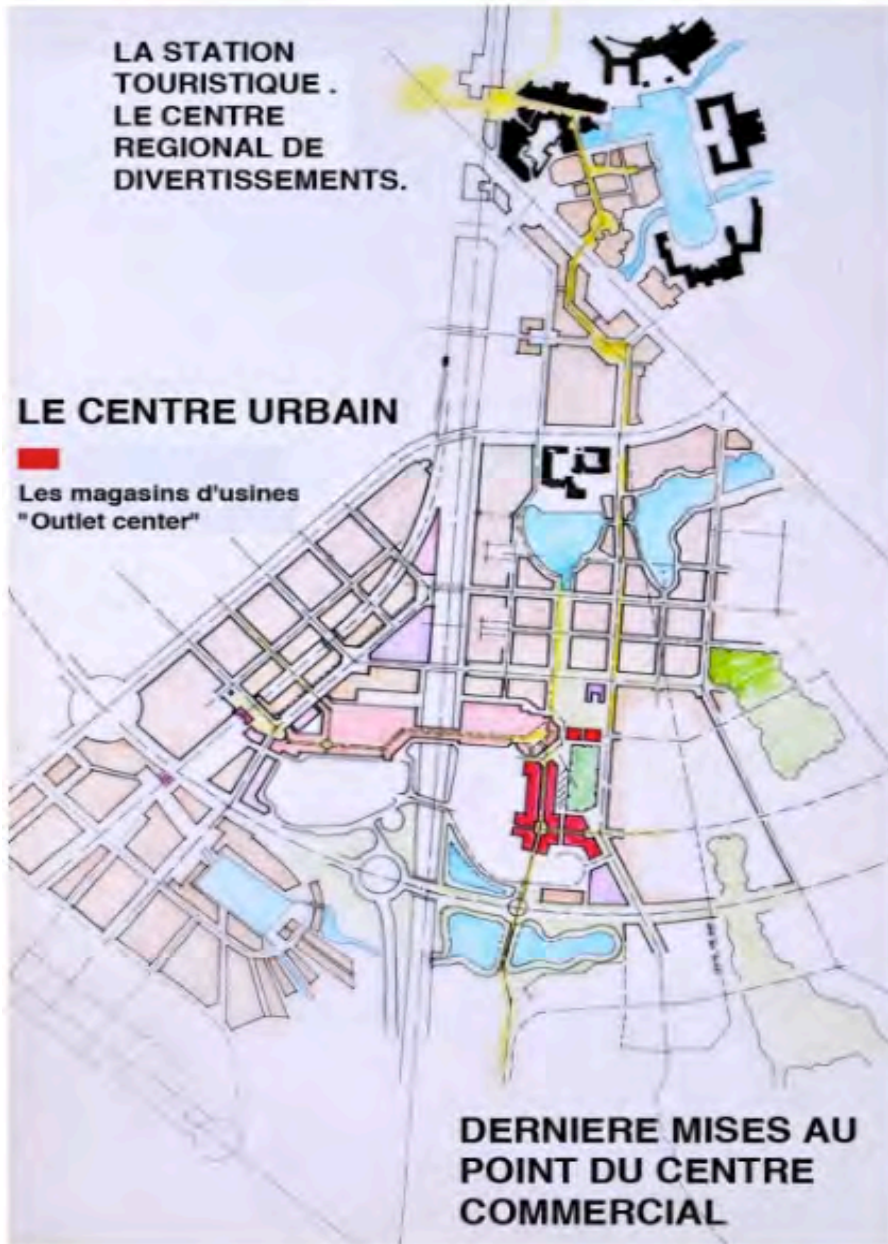 LA STATION
TOURISTIQUE .
LE CENTRE
REGIONAL DE
DIVERTISSEMENTS.
LE CENTRE URBAIN
Les magasins d'usines
"Outlet center"
DERNIERE MISES AU
POINT DU CENTRE
COMMERCIAL